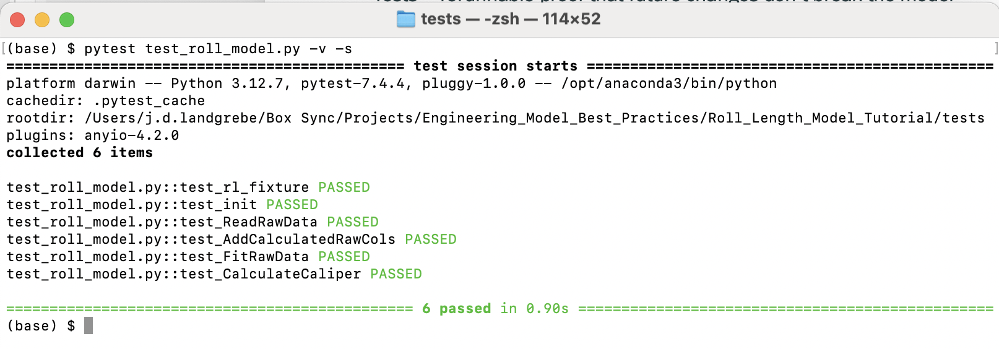 tests — -zsh — 114×52
(base) $ pytest test_roll_model.py -v -s
============================================== test session starts ===============================================
platform darwin -- Python 3.12.7, pytest-7.4.4, pluggy-1.0.0 -- /opt/anaconda3/bin/python
cachedir: .pytest_cache
rootdir: /Users/j.d.landgrebe/Box Sync/Projects/Engineering_Model_Best_Practices/Roll_Length_Model_Tutorial/tests
plugins: anyio-4.2.0
collected 6 items
test_roll_model.py::test_rl_fixture PASSED
test_roll_model.py::test_init PASSED
test_roll_model.py::test_ReadRawData PASSED
test_roll_model.py::test_AddCalculatedRawCols PASSED
test_roll_model.py::test_FitRawData PASSED
test_roll_model.py::test_CalculateCaliper PASSED
=============================================== 6 passed in 0.90s ================================================
(base) $